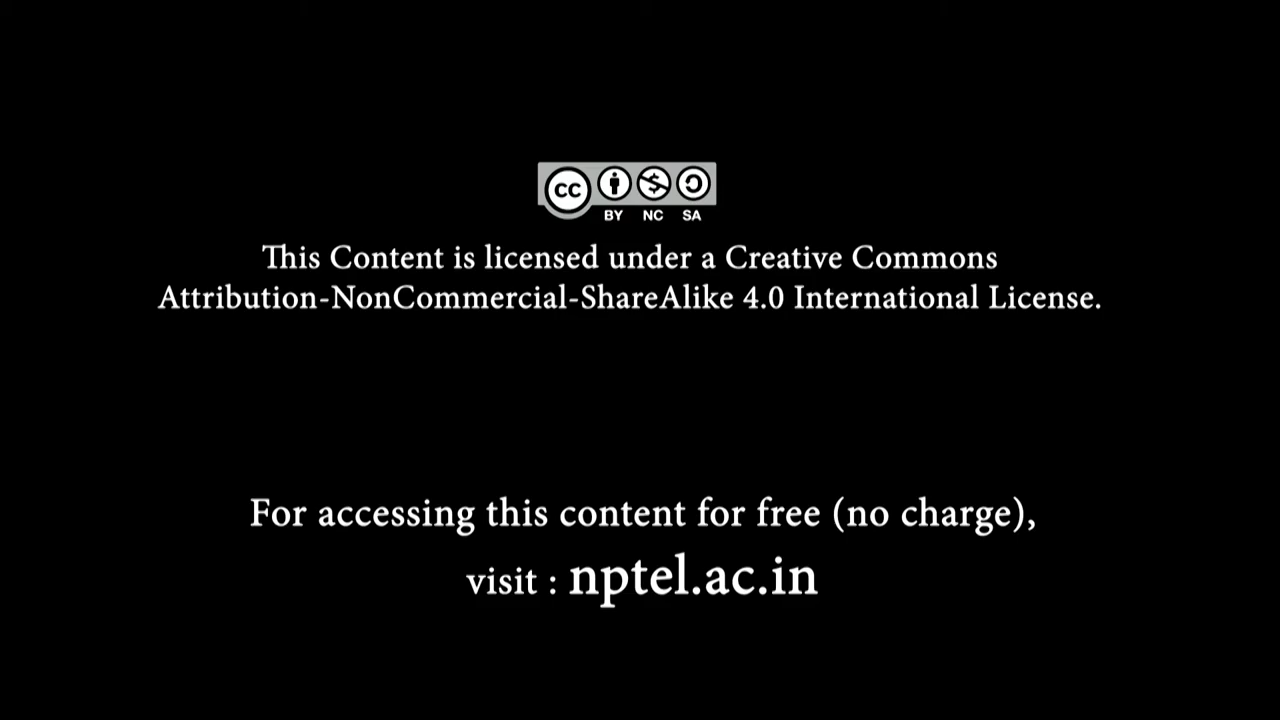 cc
BY NC SA
This Content is licensed under a Creative Commons
Attribution-NonCommercial-ShareAlike 4.0 International License.
For accessing this content for free (no charge),
visit : nptel.ac.in